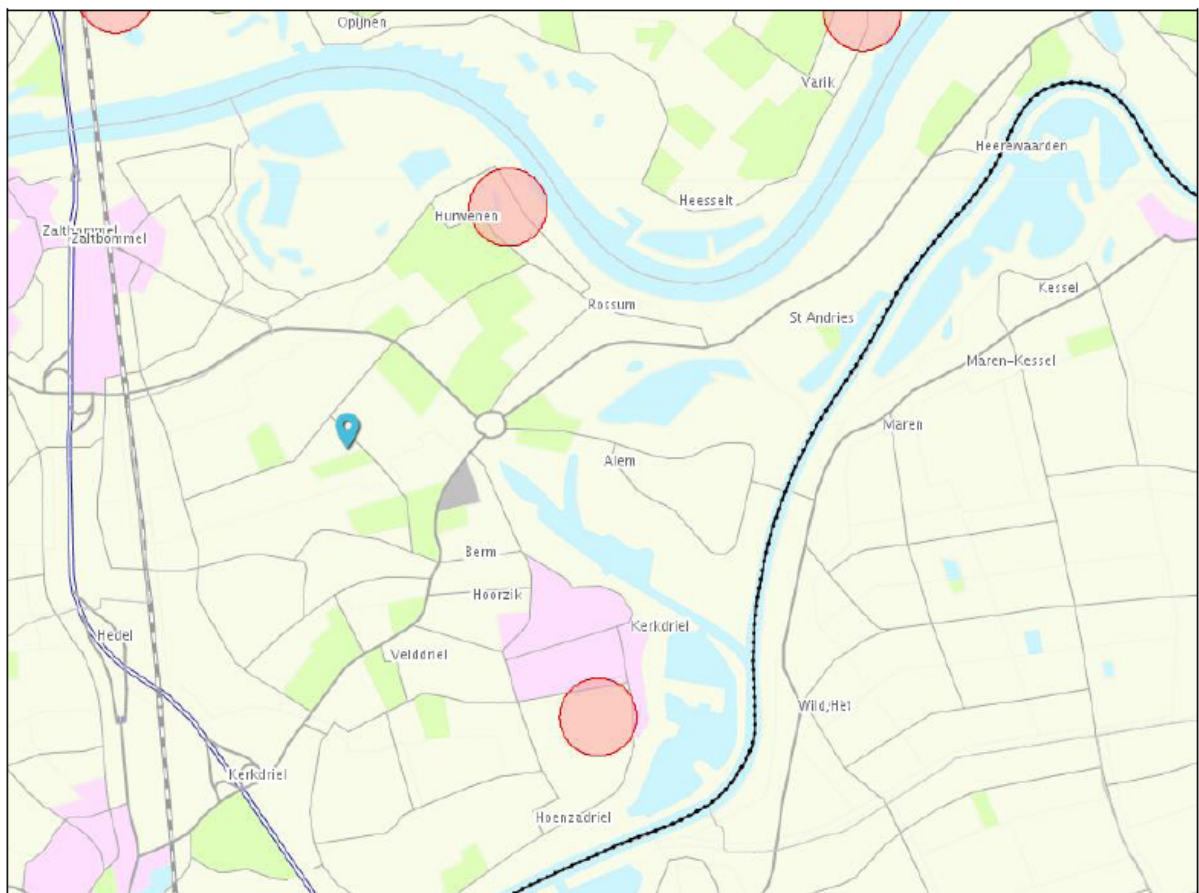 Opijnen
Varik
Heerewaarden
Heesselt
Hurwenen
Zaltbommel
Zaltbommel
Kessel
Rossum
St Andries
Maren-Kessel
Maren
Alem
Berm
Hoorzik
Kerkdriel
Hedel
Velddriel
Wild,Het
Kerkdriel
Hoenzadriel